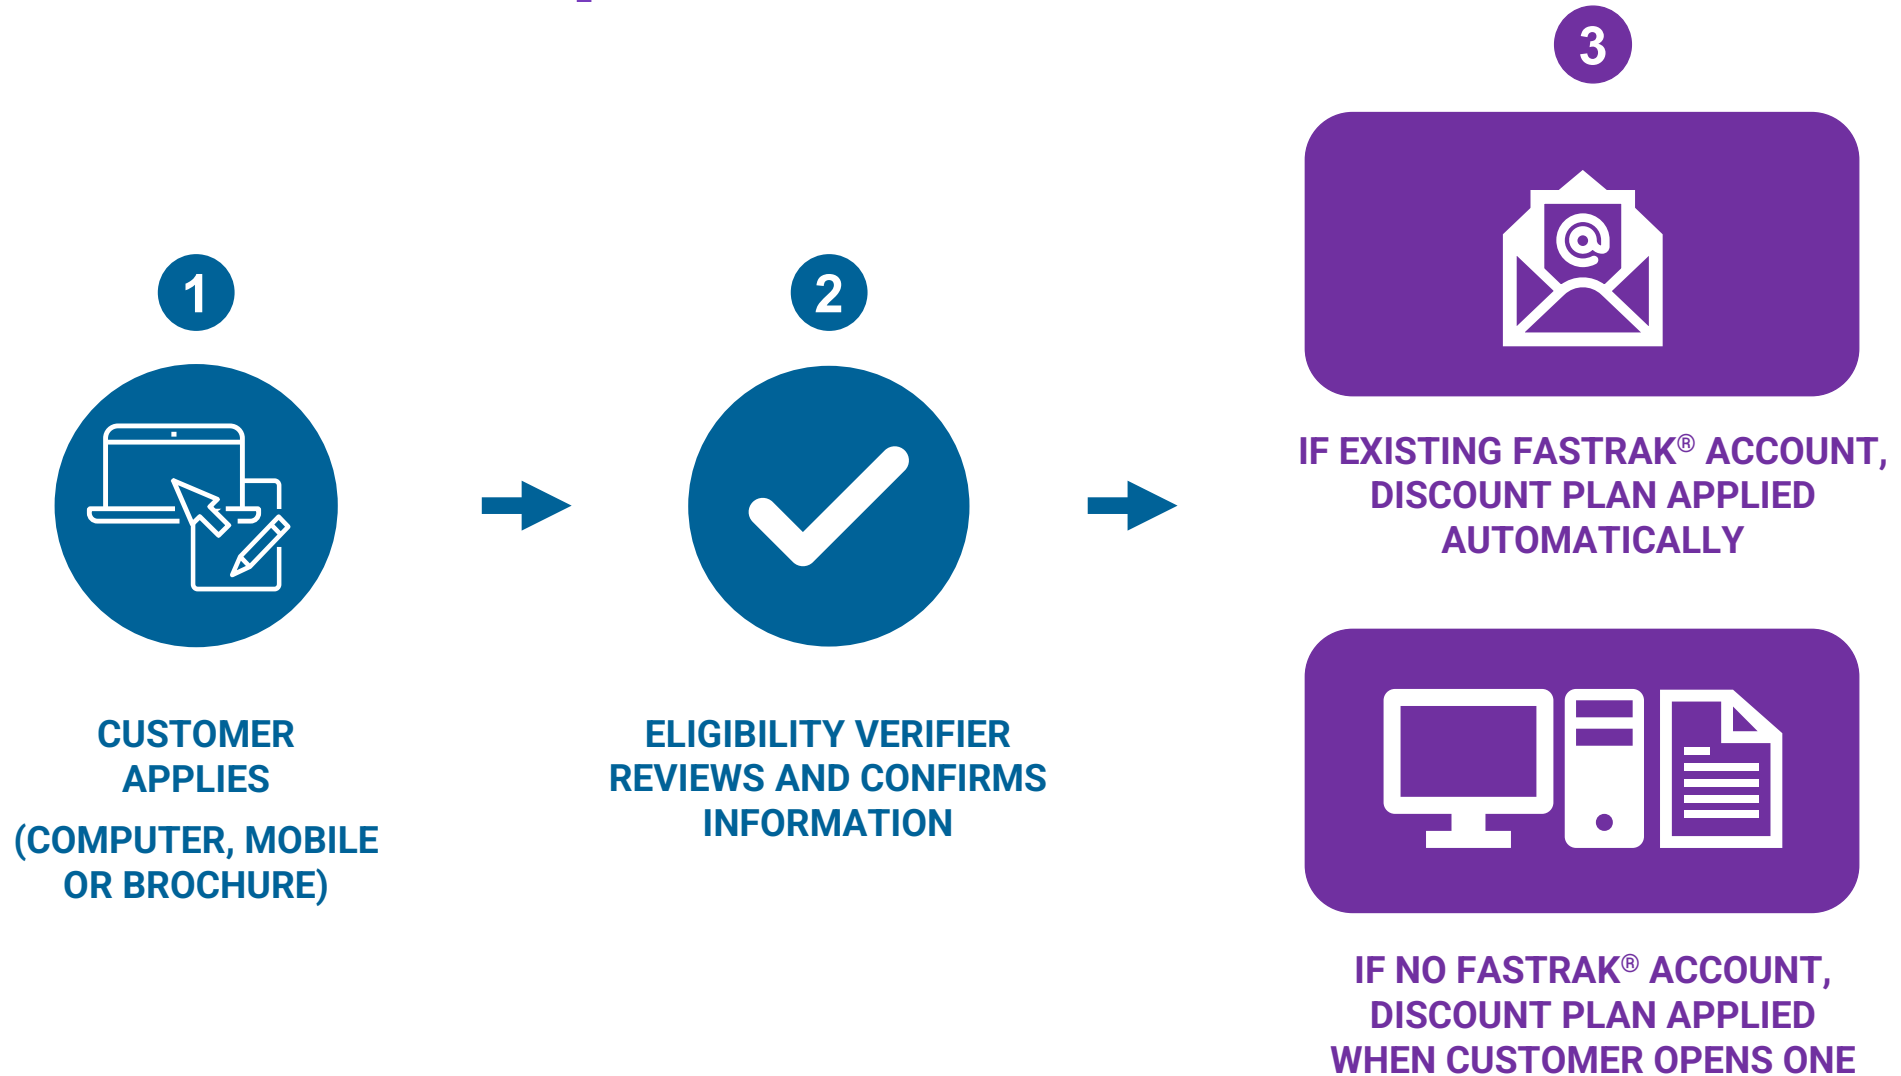 1
CUSTOMER
APPLIES
(COMPUTER, MOBILE
OR BROCHURE)
2
ELIGIBILITY VERIFIER
REVIEWS AND CONFIRMS
INFORMATION
3
@
IF EXISTING FASTRAK® ACCOUNT,
DISCOUNT PLAN APPLIED
AUTOMATICALLY
IF NO FASTRAK® ACCOUNT,
DISCOUNT PLAN APPLIED
WHEN CUSTOMER OPENS ONE